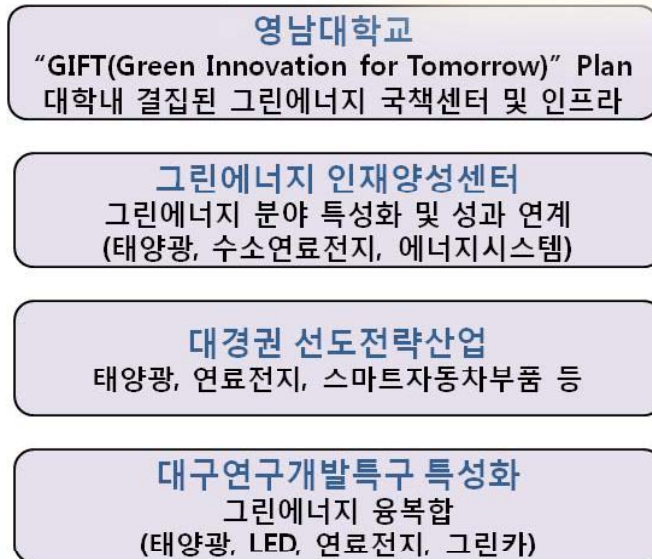 영남대학교
“GIFT(Green Innovation for Tomorrow)” Plan
대학내 결집된 그린에너지 국책센터 및 인프라
그린에너지 인재양성센터
그린에너지 분야 특성화 및 성과 연계
(태양광, 수소연료전지, 에너지시스템)
대경권 선도전략산업
태양광, 연료전지, 스마트자동차부품 등
대구연구개발특구 특성화
그린에너지 융복합
(태양광, LED, 연료전지, 그린카)